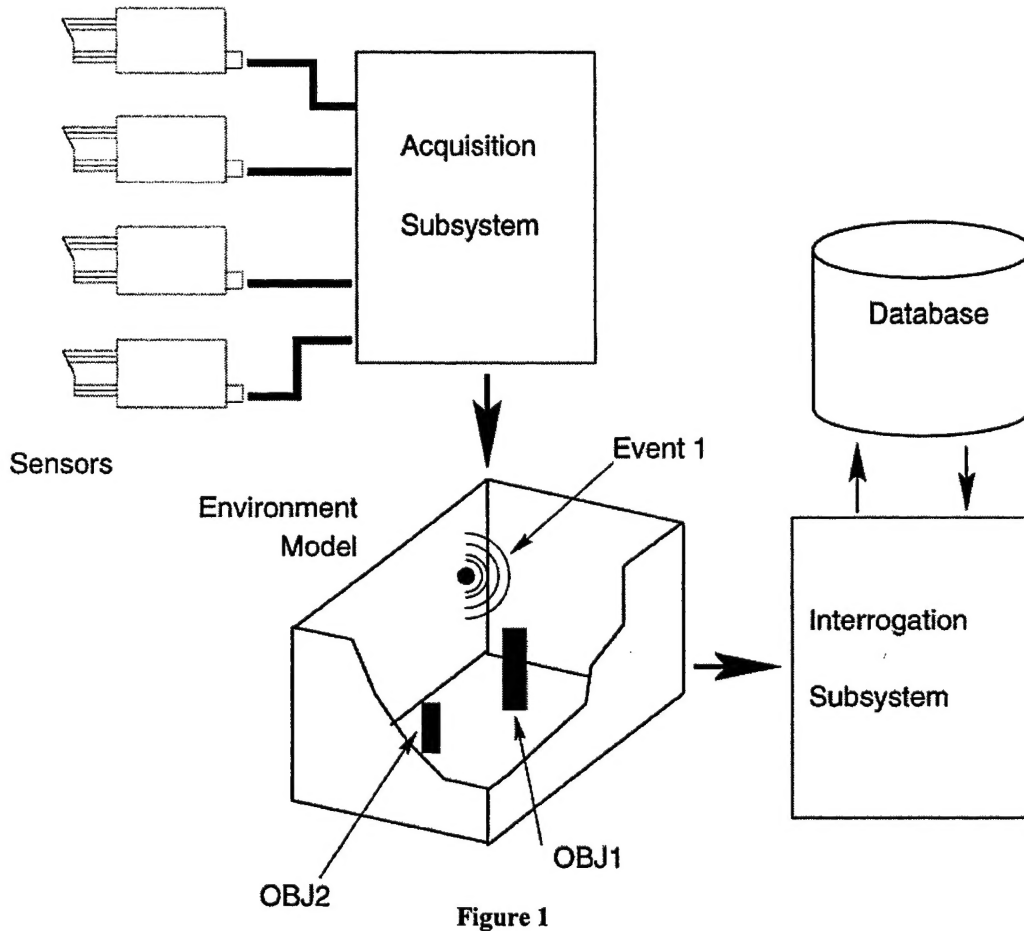 Acquisition
Subsystem
Database
Sensors
Event 1
Environment
Model
Interrogation
Subsystem
OBJ1
OBJ2
Figure 1